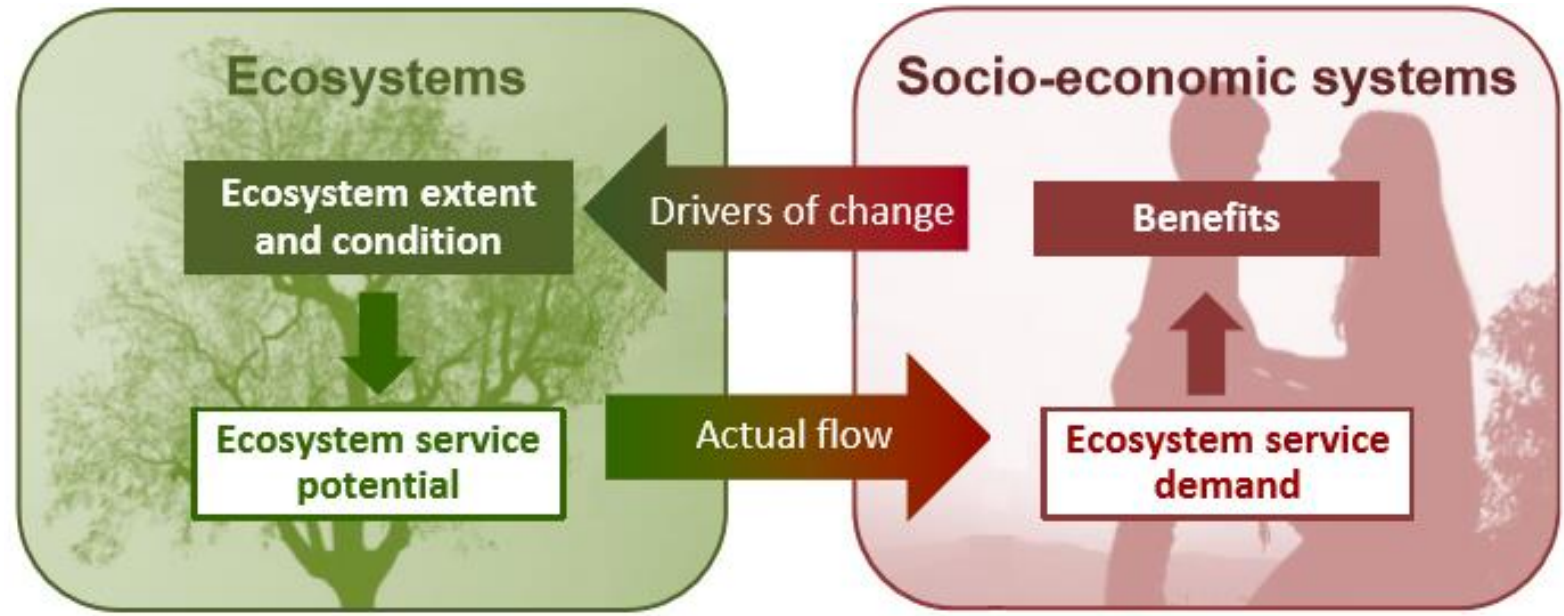 Ecosystems
Socio-economic systems
Ecosystem extent
and condition
Drivers of change
Benefits
Ecosystem service
potential
Actual flow
Ecosystem service
demand